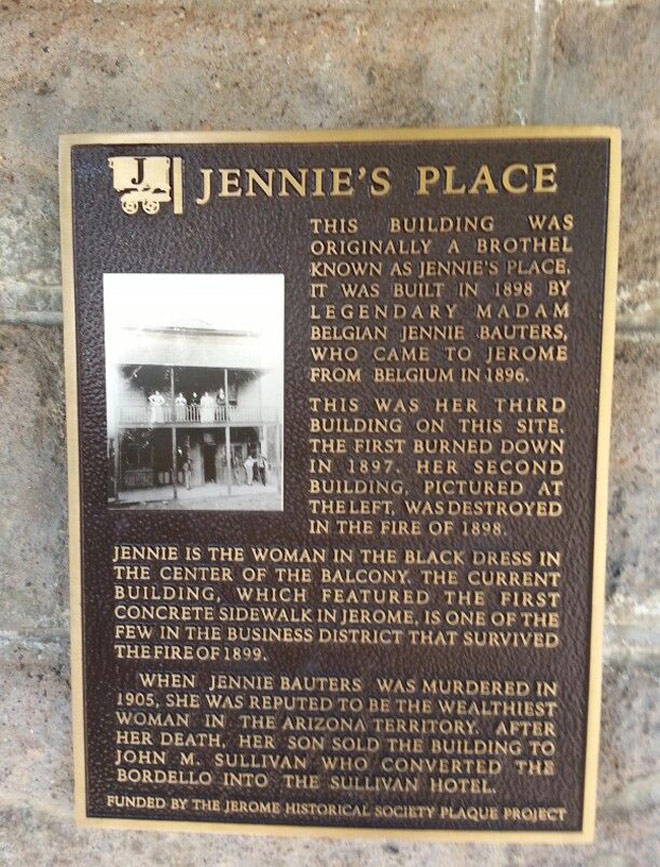 J
JENNIE'S PLACE
THIS BUILDING WAS
ORIGINALLY A BROTHEL
KNOWN AS JENNIE'S PLACE.
IT WAS BUILT IN 1898 BY
LEGENDARY MADAM
BELGIAN JENNIE BAUTERS,
WHO CAME TO JEROME
FROM BELGIUM IN 1896.
THIS WAS HER THIRD
BUILDING ON THIS SITE.
THE FIRST BURNED DOWN
IN 1897. HER SECOND
BUILDING, PICTURED AT
THE LEFT, WAS DESTROYED
IN THE FIRE OF 1898.
JENNIE IS THE WOMAN IN THE BLACK DRESS IN
THE CENTER OF THE BALCONY. THE CURRENT
BUILDING, WHICH FEATURED THE FIRST
CONCRETE SIDEWALK IN JEROME, IS ONE OF THE
FEW IN THE BUSINESS DISTRICT THAT SURVIVED
THE FIRE OF 1899.
WHEN JENNIE BAUTERS WAS MURDERED IN
1905, SHE WAS REPUTED TO BE THE WEALTHIEST
WOMAN IN THE ARIZONA TERRITORY. AFTER
HER DEATH, HER SON SOLD THE BUILDING TO
JOHN M. SULLIVAN WHO CONVERTED THE
BORDELLO INTO THE SULLIVAN HOTEL.
FUNDED BY THE JEROME HISTORICAL SOCIETY PLAQUE PROJECT